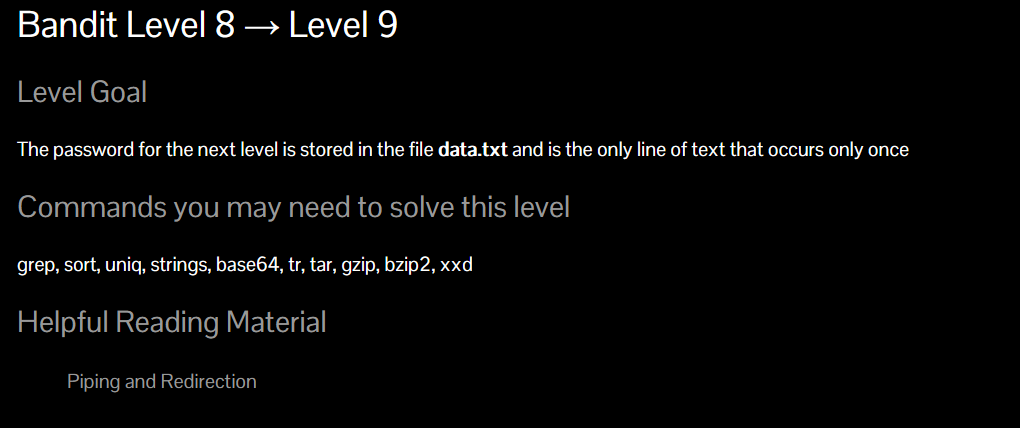 Bandit Level 8 → Level 9
Level Goal
The password for the next level is stored in the file data.txt and is the only line of text that occurs only once
Commands you may need to solve this level
grep, sort, uniq, strings, base64, tr, tar, gzip, bzip2, xxd
Helpful Reading Material
Piping and Redirection